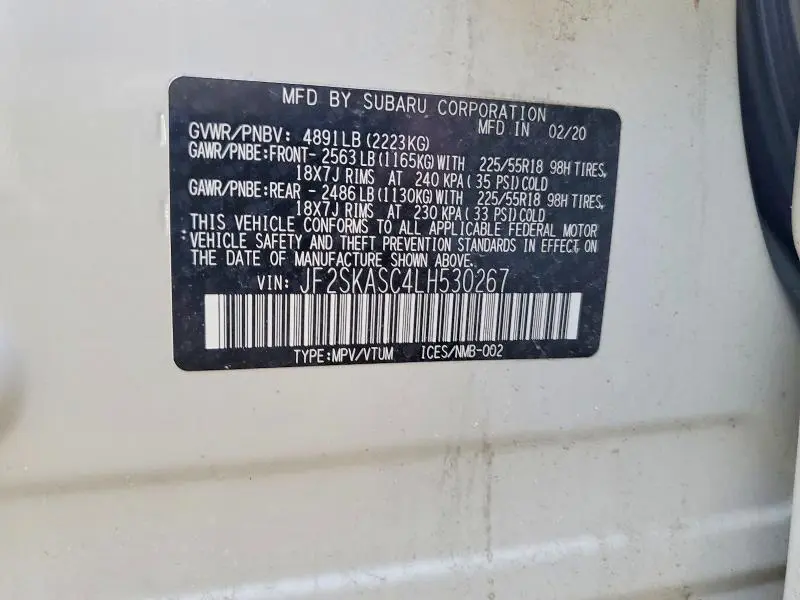 MFD BY SUBARU CORPORATION
MFD IN 02/20
GVWR/PNBV: 4891LB (2223KG)
GAWR/PNBE:FRONT- 2563 LB (1165KG) WITH 225/55R18 98H TIRES,
18X7J RIMS AT 240 KPA ( 35 PSI) COLD
GAWR/PNBE:REAR - 2486 LB (1130KG) WITH 225/55R18 98H TIRES,
18X7J RIMS AT 230 KPA ( 33 PSI) COLD
THIS VEHICLE CONFORMS TO ALL APPLICABLE FEDERAL MOTOR
VEHICLE SAFETY AND THEFT PREVENTION STANDARDS IN EFFECT ON
THE DATE OF MANUFACTURE SHOWN ABOVE.
VIN: JF2SKASC4LH530267
TYPE:MPV/VTUM ICES/NMB-002